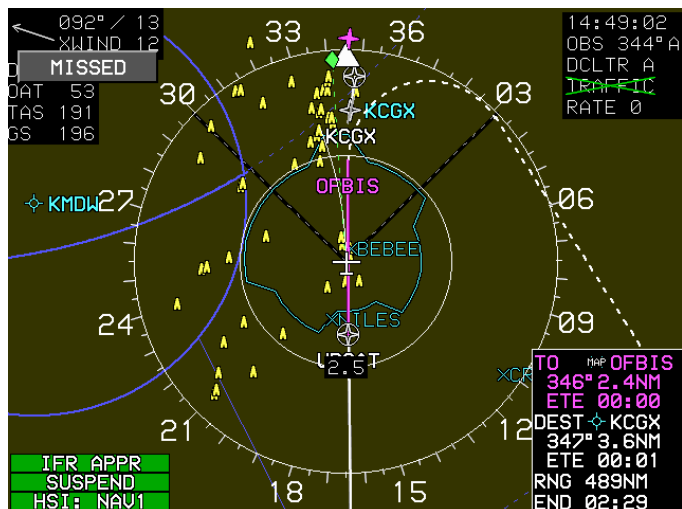 092° / 13
XWIND 12
MISSED
OAT 53
TAS 191
GS 196
14:49:02
OBS 344°A
DCLTR A
TRAFFIC
RATE 0
33
36
30
03
KCGX
KCGX
OFBIS
KMDW
27
06
XBEBEE
24
09
XNILES
2.5
21
12
18
15
TO MAP OFBIS
346° 2.4NM
ETE 00:00
DEST KCGX
347° 3.6NM
ETE 00:01
RNG 489NM
END 02:29
IFR APPR
SUSPEND
HSI: NAV1